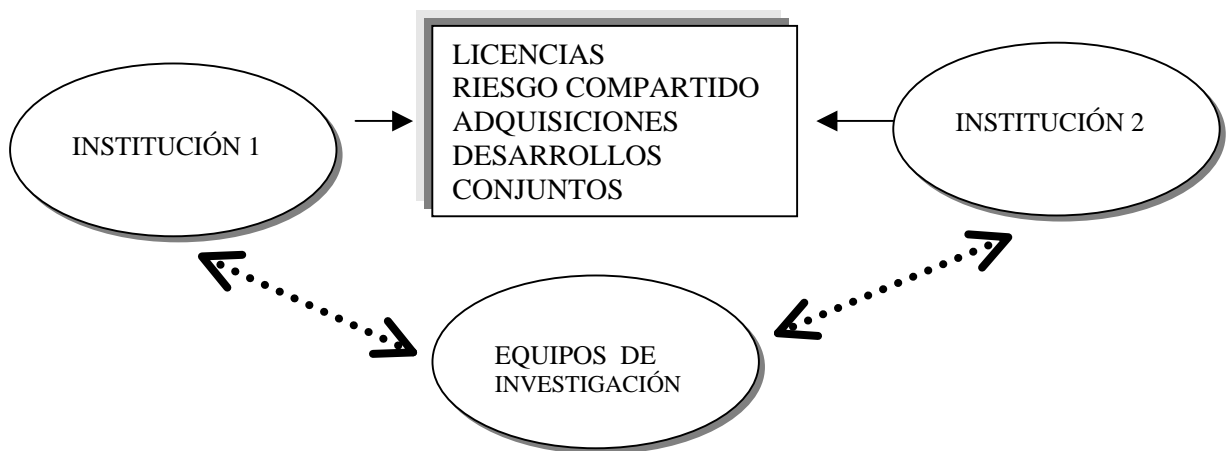 INSTITUCIÓN 1
LICENCIAS
RIESGO COMPARTIDO
ADQUISICIONES
DESARROLLOS
CONJUNTOS
INSTITUCIÓN 2
EQUIPOS DE
INVESTIGACIÓN